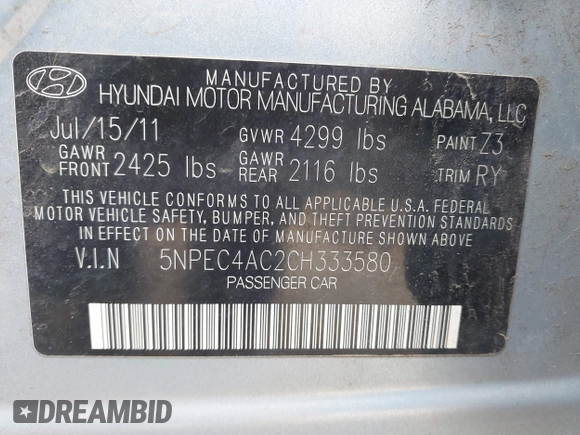 MANUFACTURED BY
HYUNDAI MOTOR MANUFACTURING ALABAMA, LLC
Jul/15/11 GVWR 4299 lbs PAINT Z3
GAWR FRONT 2425 lbs GAWR REAR 2116 lbs TRIM RY
THIS VEHICLE CONFORMS TO ALL APPLICABLE U.S.A. FEDERAL
MOTOR VEHICLE SAFETY, BUMPER, AND THEFT PREVENTION STANDARDS
IN EFFECT ON THE DATE OF MANUFACTURE SHOWN ABOVE
V.I.N 5NPEC4AC2CH333580
PASSENGER CAR
DREAMBID